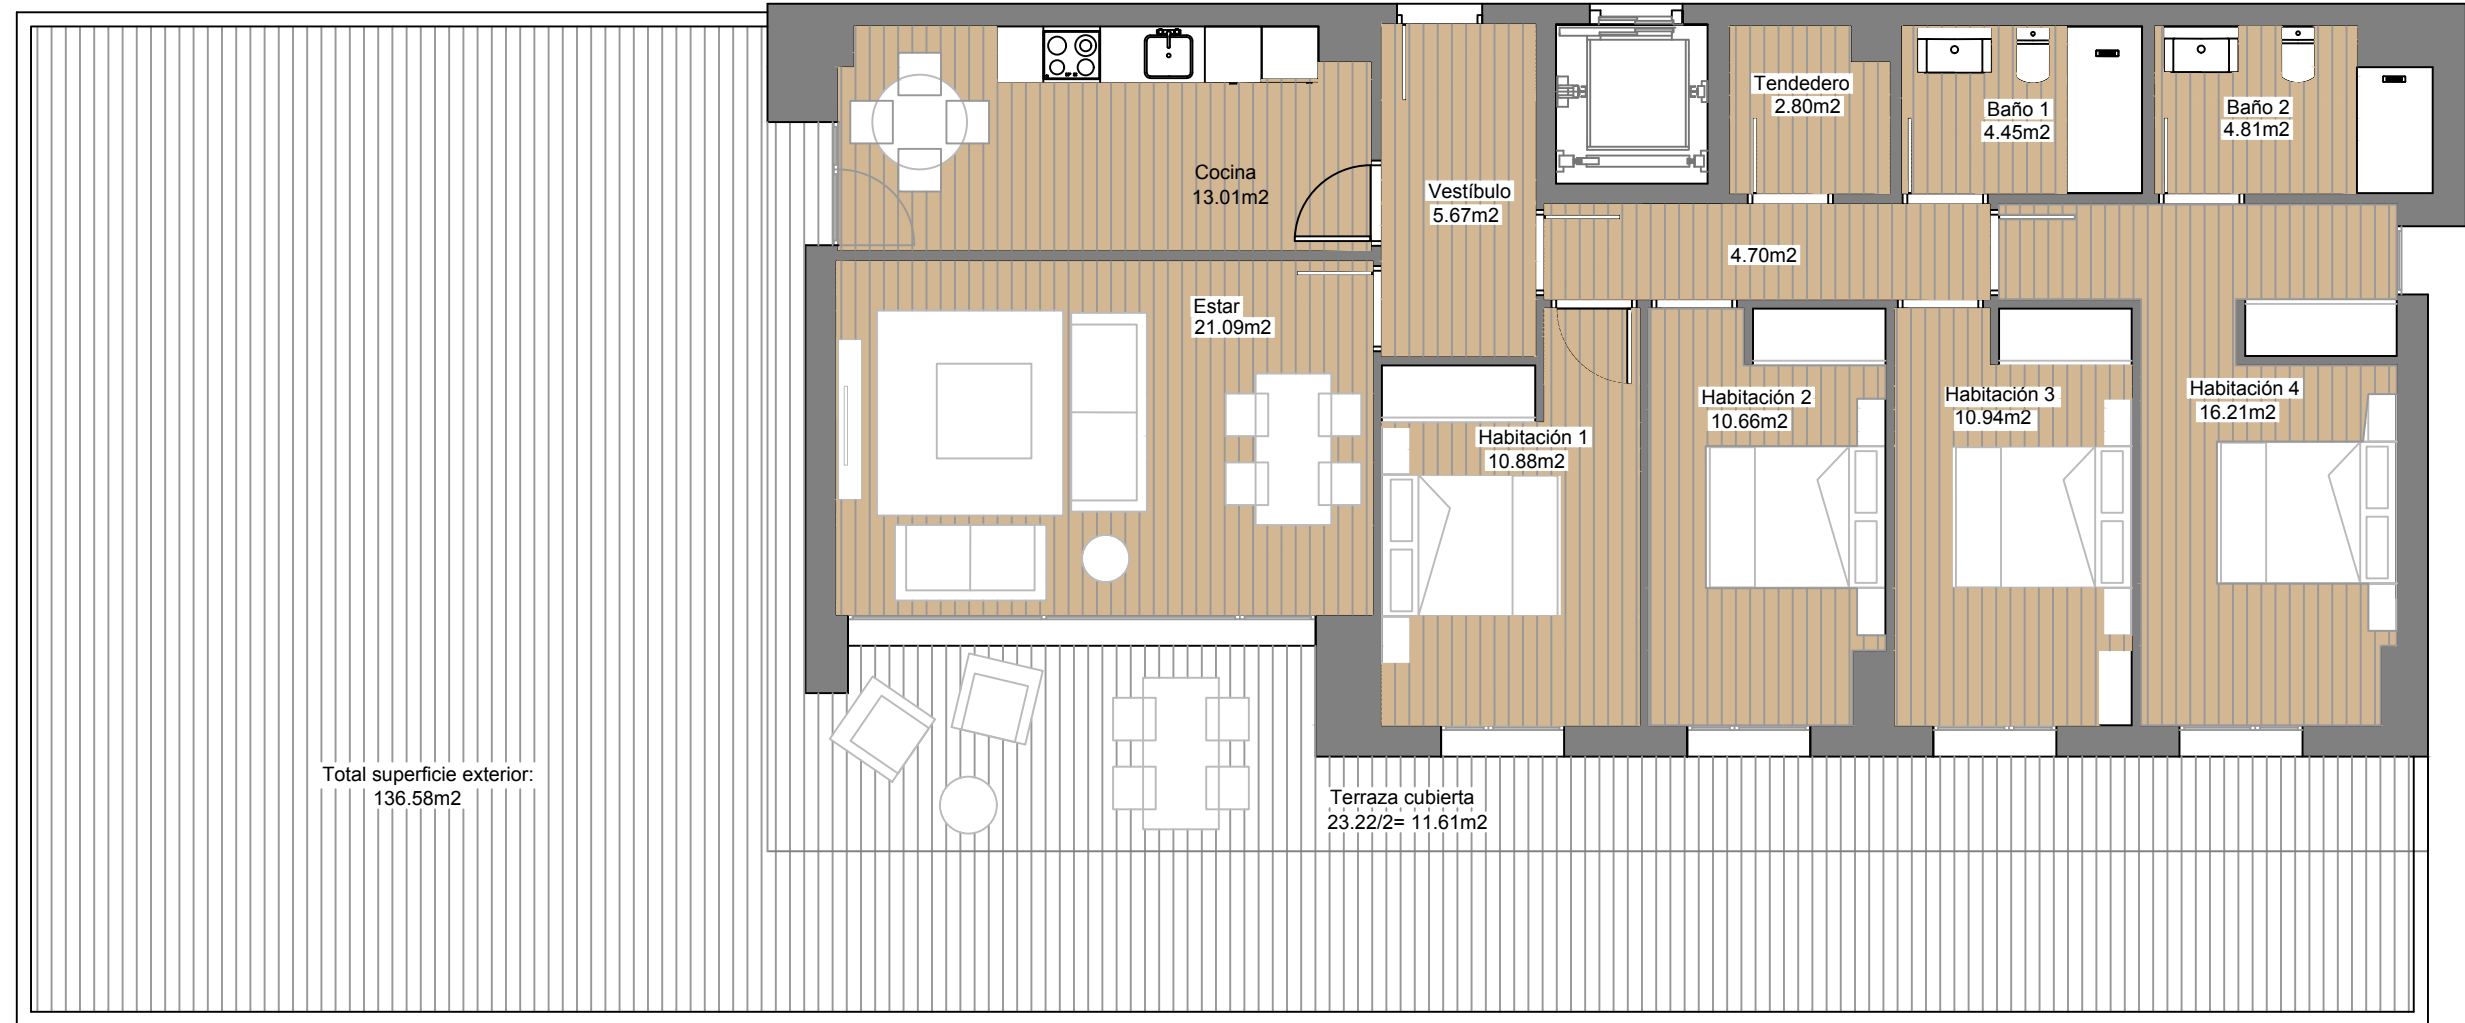 Tendedero
2.80m2
Baño 1
4.45m2
Baño 2
4.81m2
Cocina
13.01m2
Vestíbulo
5.67m2
4.70m2
Estar
21.09m2
Habitación 1
10.88m2
Habitación 2
10.66m2
Habitación 3
10.94m2
Habitación 4
16.21m2
Total superficie exterior:
136.58m2
Terraza cubierta
23.22/2= 11.61m2